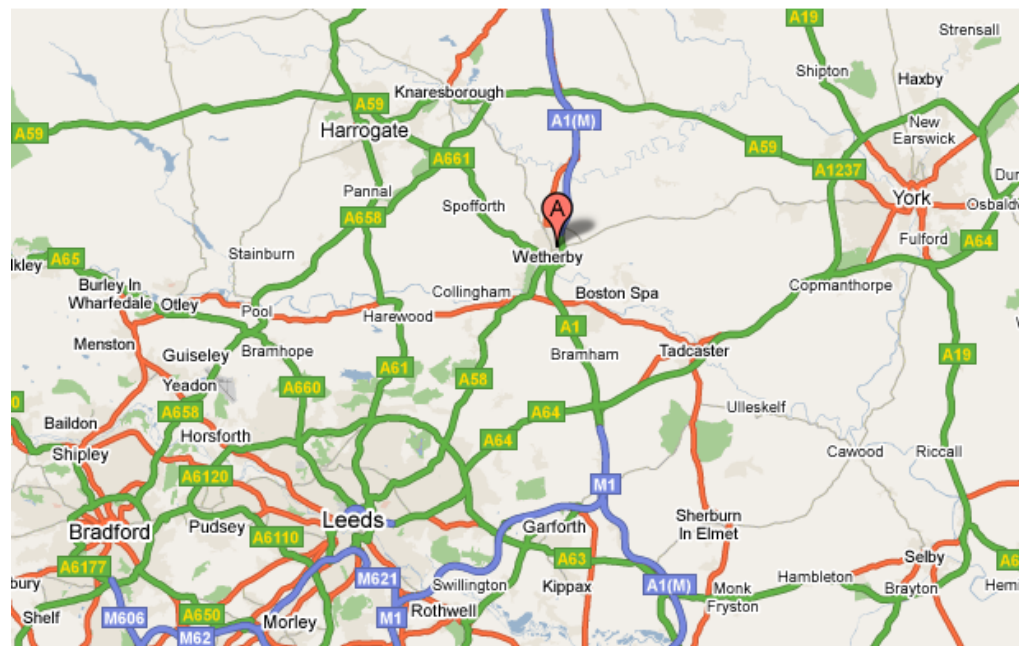 A19
Strensall
Shipton
Haxby
Knaresborough
A59
A1(M)
New
Earswick
A59
Harrogate
A59
A661
A1237
Pannal
Spofforth
A
York
A658
Osbaldw
Fulford
A64
Stainburn
Wetherby
lkley
A65
Burley In
Wharfedale
Otley
Pool
Collingham
Boston Spa
Copmanthorpe
Harewood
A1
Menston
Guiseley
Bramhope
Bramham
Tadcaster
A19
Yeadon
A61
A58
A660
0
A658
A64
Ulleskelf
Baildon
Horsforth
A64
Shipley
Cawood
Riccall
A6120
M1
Leeds
Bradford
Pudsey
A6110
Garforth
Sherburn
In Elmet
A63
Selby
A6177
M621
Swillington
Kippax
A1(M)
Monk
Fryston
Hambleton
Brayton
A6
Hemi
bury
Shelf
M606
A650
M62
Morley
M1
Rothwell